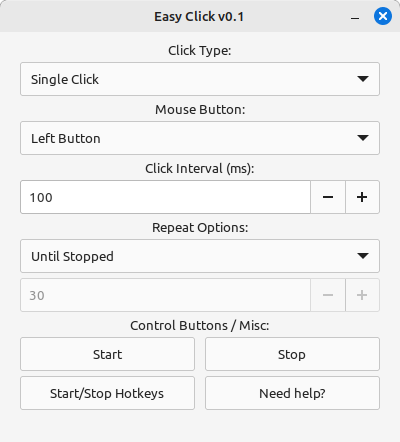 Easy Click v0.1
Click Type:
Single Click
Mouse Button:
Left Button
Click Interval (ms):
100
Repeat Options:
Until Stopped
30
Control Buttons / Misc:
Start Stop
Start/Stop Hotkeys Need help?